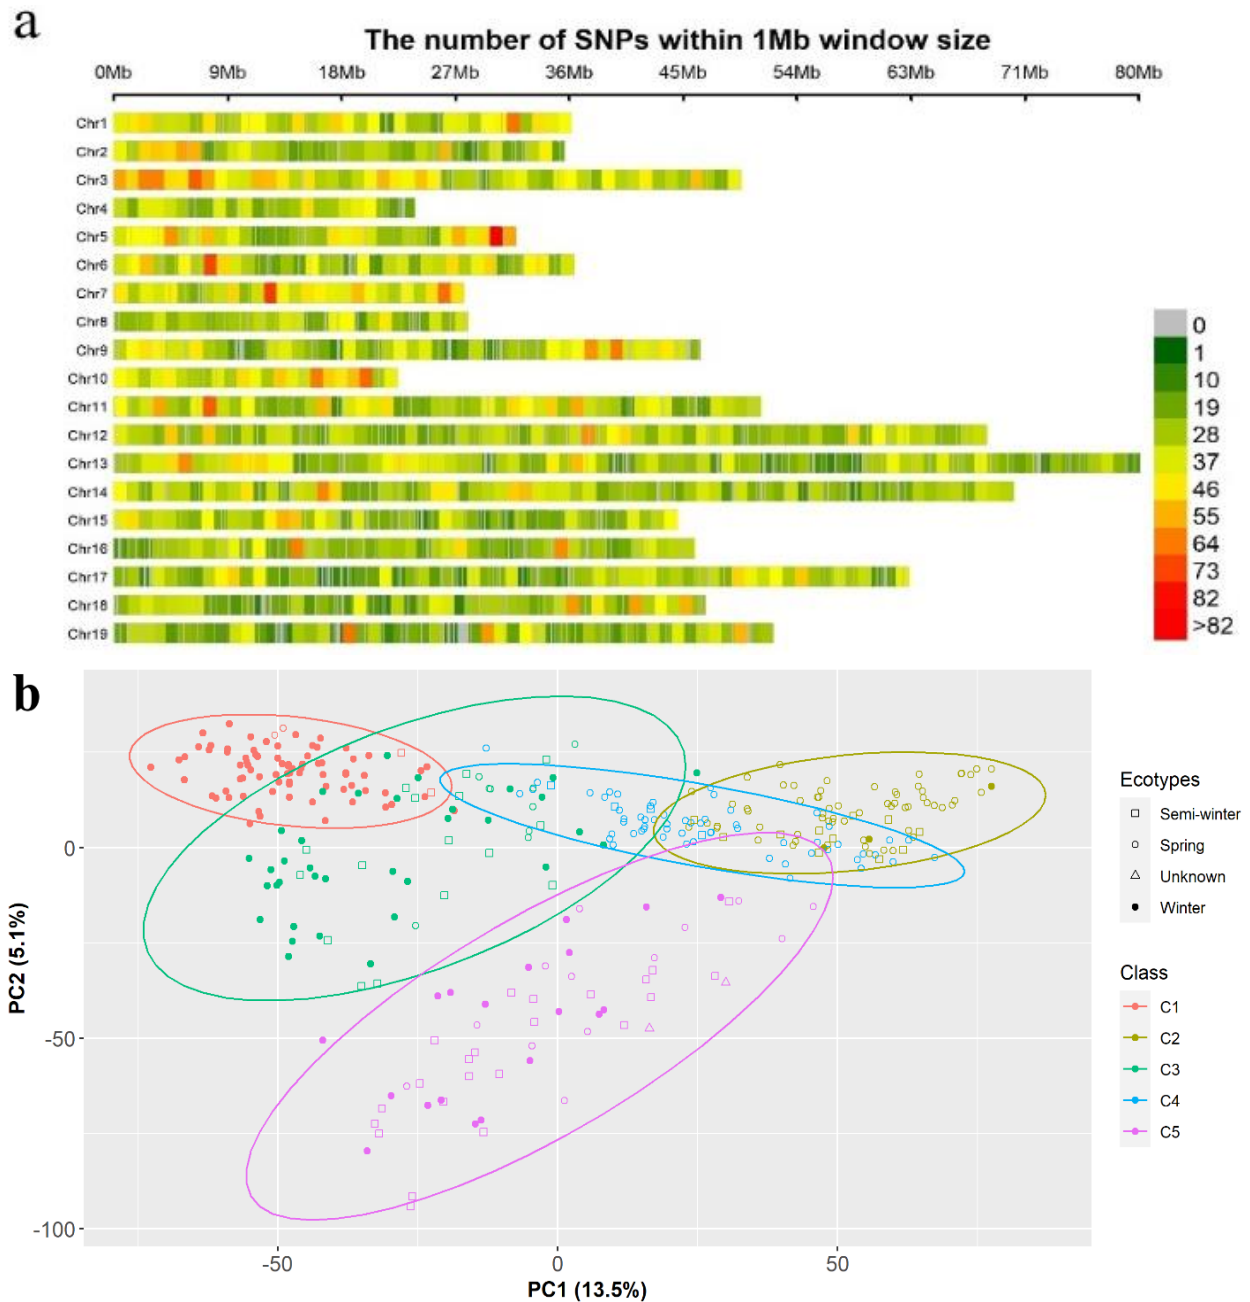 a
The number of SNPs within 1Mb window size
0Mb 9Mb 18Mb 27Mb 36Mb 45Mb 54Mb 63Mb 71Mb 80Mb
Chr1
Chr2
Chr3
Chr4
Chr5
Chr6
Chr7
Chr8
Chr9
Chr10
Chr11
Chr12
Chr13
Chr14
Chr15
Chr16
Chr17
Chr18
Chr19
0
1
10
19
28
37
46
55
64
73
82
>82
b
PC2 (5.1%)
0
-50
-100
-50 0 50
PC1 (13.5%)
Ecotypes
Semi-winter
Spring
Unknown
Winter
Class
C1
C2
C3
C4
C5